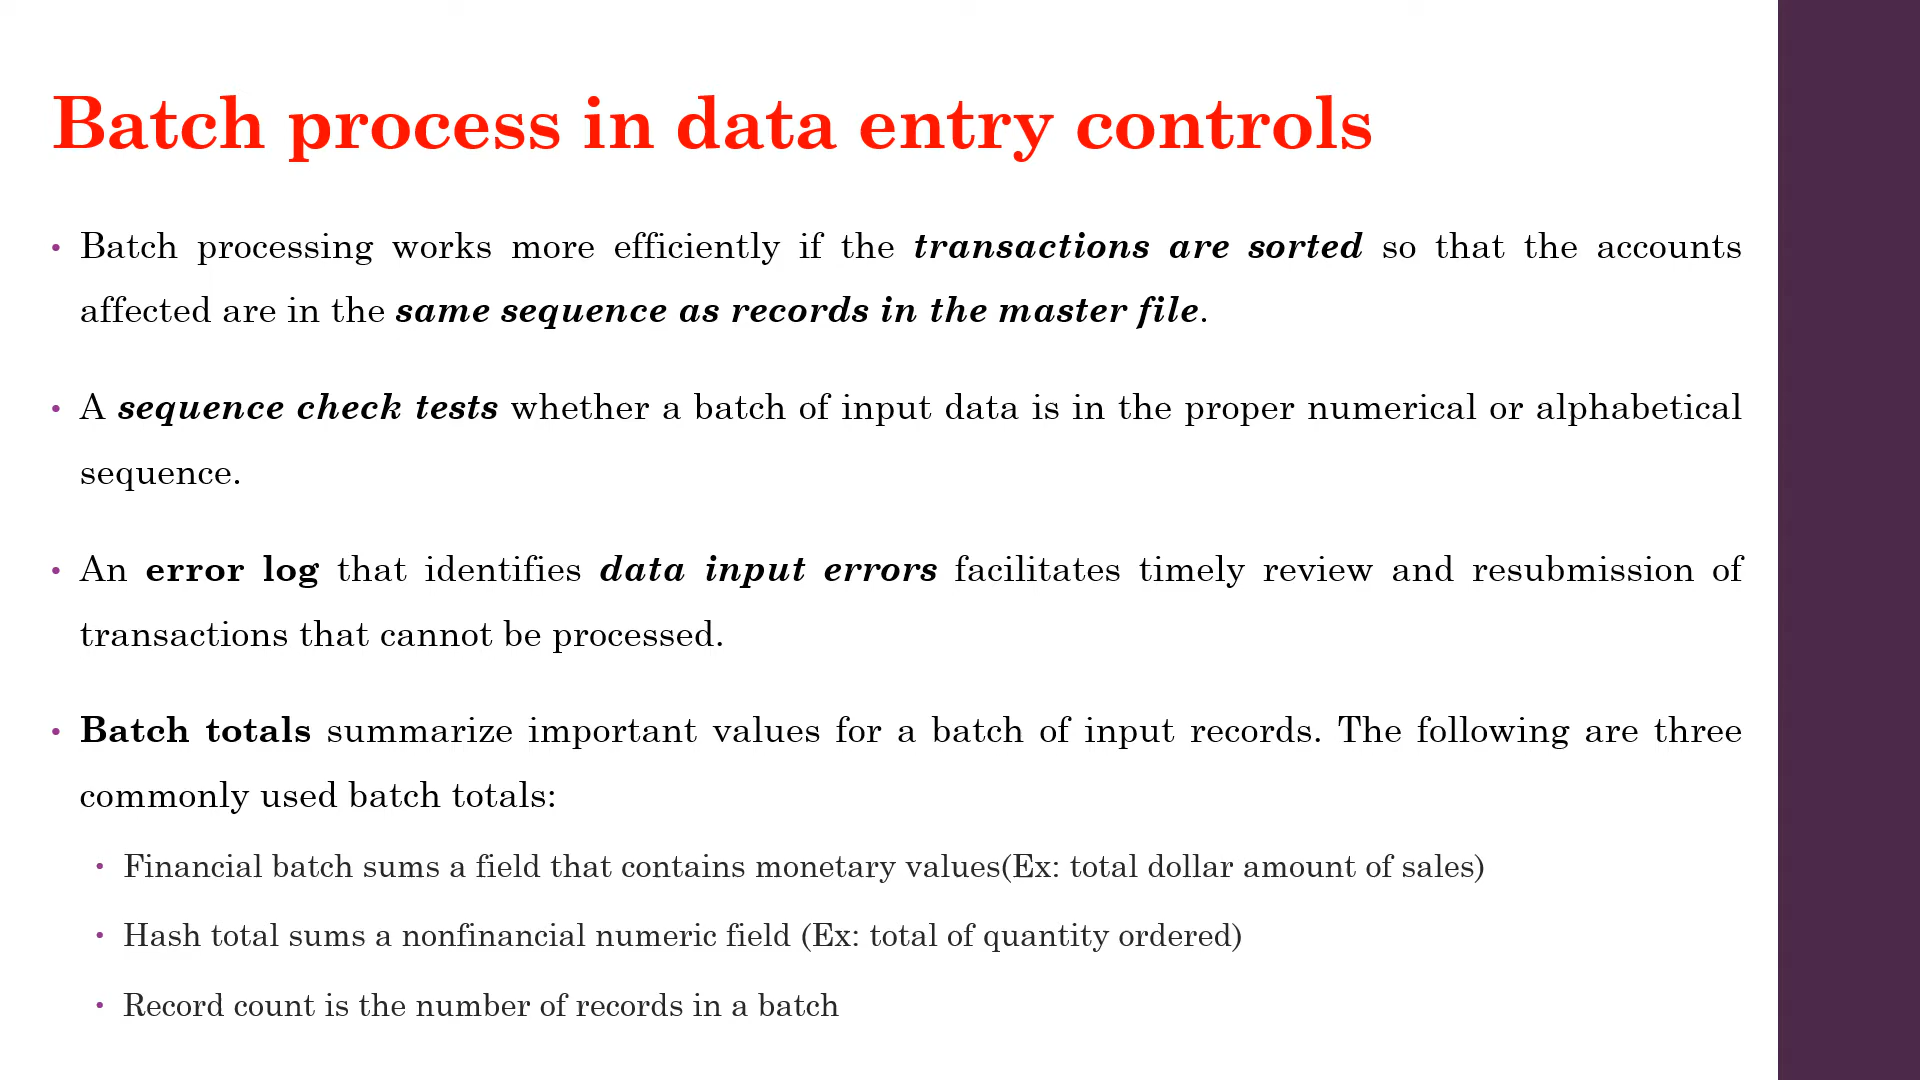 Batch process in data entry controls
• Batch processing works more efficiently if the transactions are sorted so that the accounts
affected are in the same sequence as records in the master file.
• A sequence check tests whether a batch of input data is in the proper numerical or alphabetical
sequence.
• An error log that identifies data input errors facilitates timely review and resubmission of
transactions that cannot be processed.
• Batch totals summarize important values for a batch of input records. The following are three
commonly used batch totals:
• Financial batch sums a field that contains monetary values(Ex: total dollar amount of sales)
• Hash total sums a nonfinancial numeric field (Ex: total of quantity ordered)
• Record count is the number of records in a batch